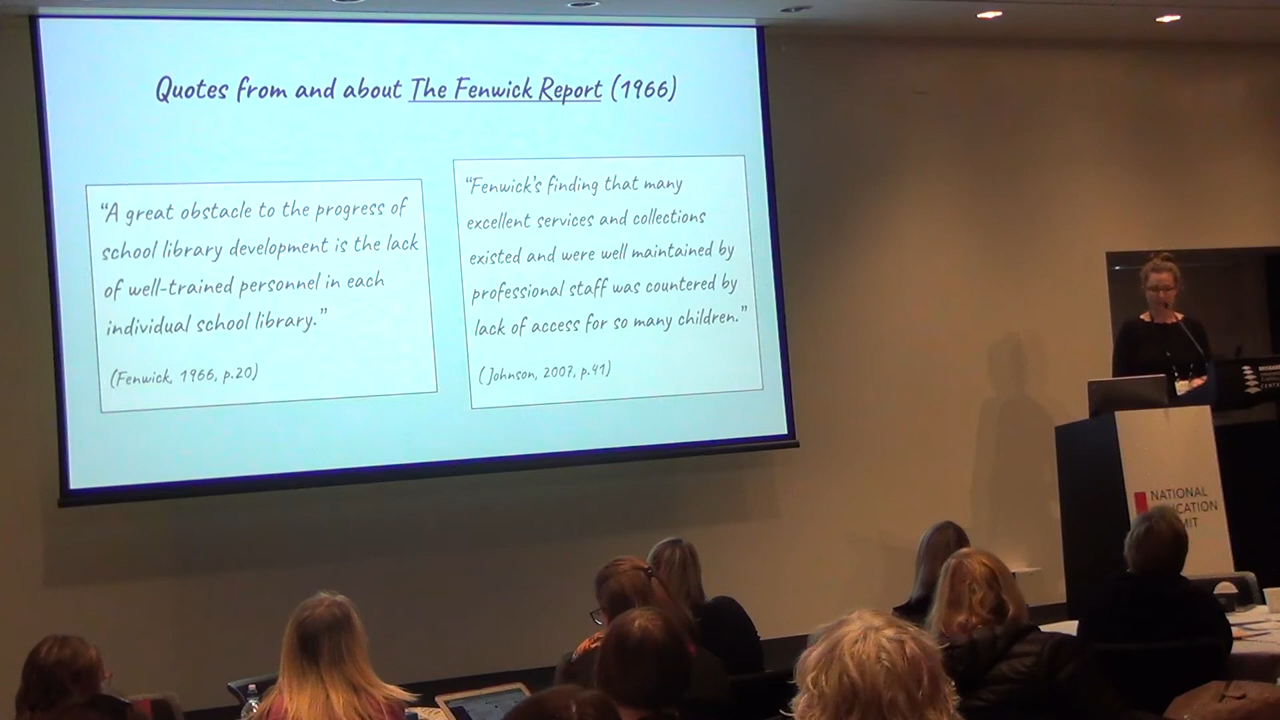 Quotes from and about The Fenwick Report (1966)
“A great obstacle to the progress of
school library development is the lack
of well-trained personnel in each
individual school library.”
(Fenwick, 1966, p.20)
“Fenwick’s finding that many
excellent services and collections
existed and were well maintained by
professional staff was countered by
lack of access for so many children.”
(Johnson, 2007, p.41)
NATIONAL